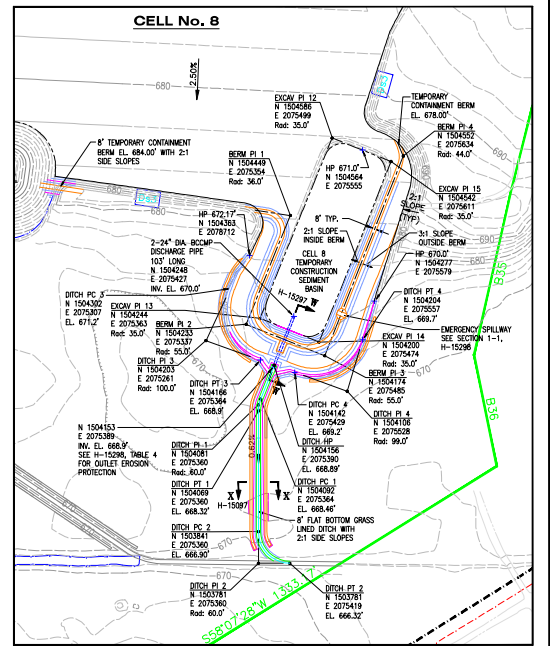 CELL No. 8
2.50%
680
690
EXCAV PI 12
N 1504586
E 2075499
Rad: 35.0'
TEMPORARY
CONTAINMENT BERM
EL. 678.00'
BERM PI 4
N 1504552
E 2075634
Rad: 44.0'
8' TEMPORARY CONTAINMENT
BERM EL. 684.00' WITH 2:1
SIDE SLOPES
BERM PI 1
N 1504449
E 2075354
Rad: 36.0'
HP 671.0'
N 1504564
E 2075555
EXCAV PI 15
N 1504542
E 2075611
Rad: 35.0'
680
680
2:1
SLOPE
(TYP.)
HP 672.17'
N 1504363
E 2078712
8' TYP.
2:1 SLOPE
INSIDE BERM
3:1 SLOPE
OUTSIDE BERM
690
2-24" DIA. BCCMP
DISCHARGE PIPE
103' LONG
N 1504248
E 2075427
INV. EL. 670.0'
CELL 8
TEMPORARY
CONSTRUCTION
SEDIMENT
BASIN
HP 670.0'
N 1504277
E 2075579
B35
DITCH PC 3
N 1504302
E 2075307
EL. 671.2'
H-15297
DITCH PT 4
N 1504204
E 2075557
EL. 669.7'
EXCAV PI 13
N 1504244
E 2075363
Rad: 35.0'
BERM PI 2
N 1504233
E 2075337
Rad: 55.0'
EMERGENCY SPILLWAY
SEE SECTION 1-1,
H-15296
EXCAV PI 14
N 1504200
E 2075474
Rad: 35.0'
DITCH PI 3
N 1504203
E 2075261
Rad: 100.0'
BERM PI-3
N 1504174
E 2075485
Rad: 55.0'
DITCH PT 3
N 1504166
E 2075364
EL. 668.9'
W
DITCH PC 4
N 1504142
E 2075429
EL. 669.2'
DITCH PI 4
N 1504106
E 2075528
Rad: 99.0'
B36
N 1504153
E 2075389
INV. EL. 668.9'
SEE H-15298, TABLE 4
FOR OUTLET EROSION
PROTECTION
DITCH PI 1
N 1504081
E 2075360
Rad: 60.0'
0.62%
DITCH HP
N 1504156
E 2075390
EL. 668.89'
DITCH PT 1
N 1504069
E 2075360
EL. 668.32'
DITCH PC 1
N 1504092
E 2075364
EL. 668.46'
X X
H-15097
DITCH PC 2
N 1503841
E 2075360
EL. 666.90'
8' FLAT BOTTOM GRASS
LINED DITCH WITH
2:1 SIDE SLOPES
670
670
DITCH PI 2
N 1503781
E 2075360
Rad: 60.0'
DITCH PT 2
N 1503781
E 2075419
EL. 666.32'